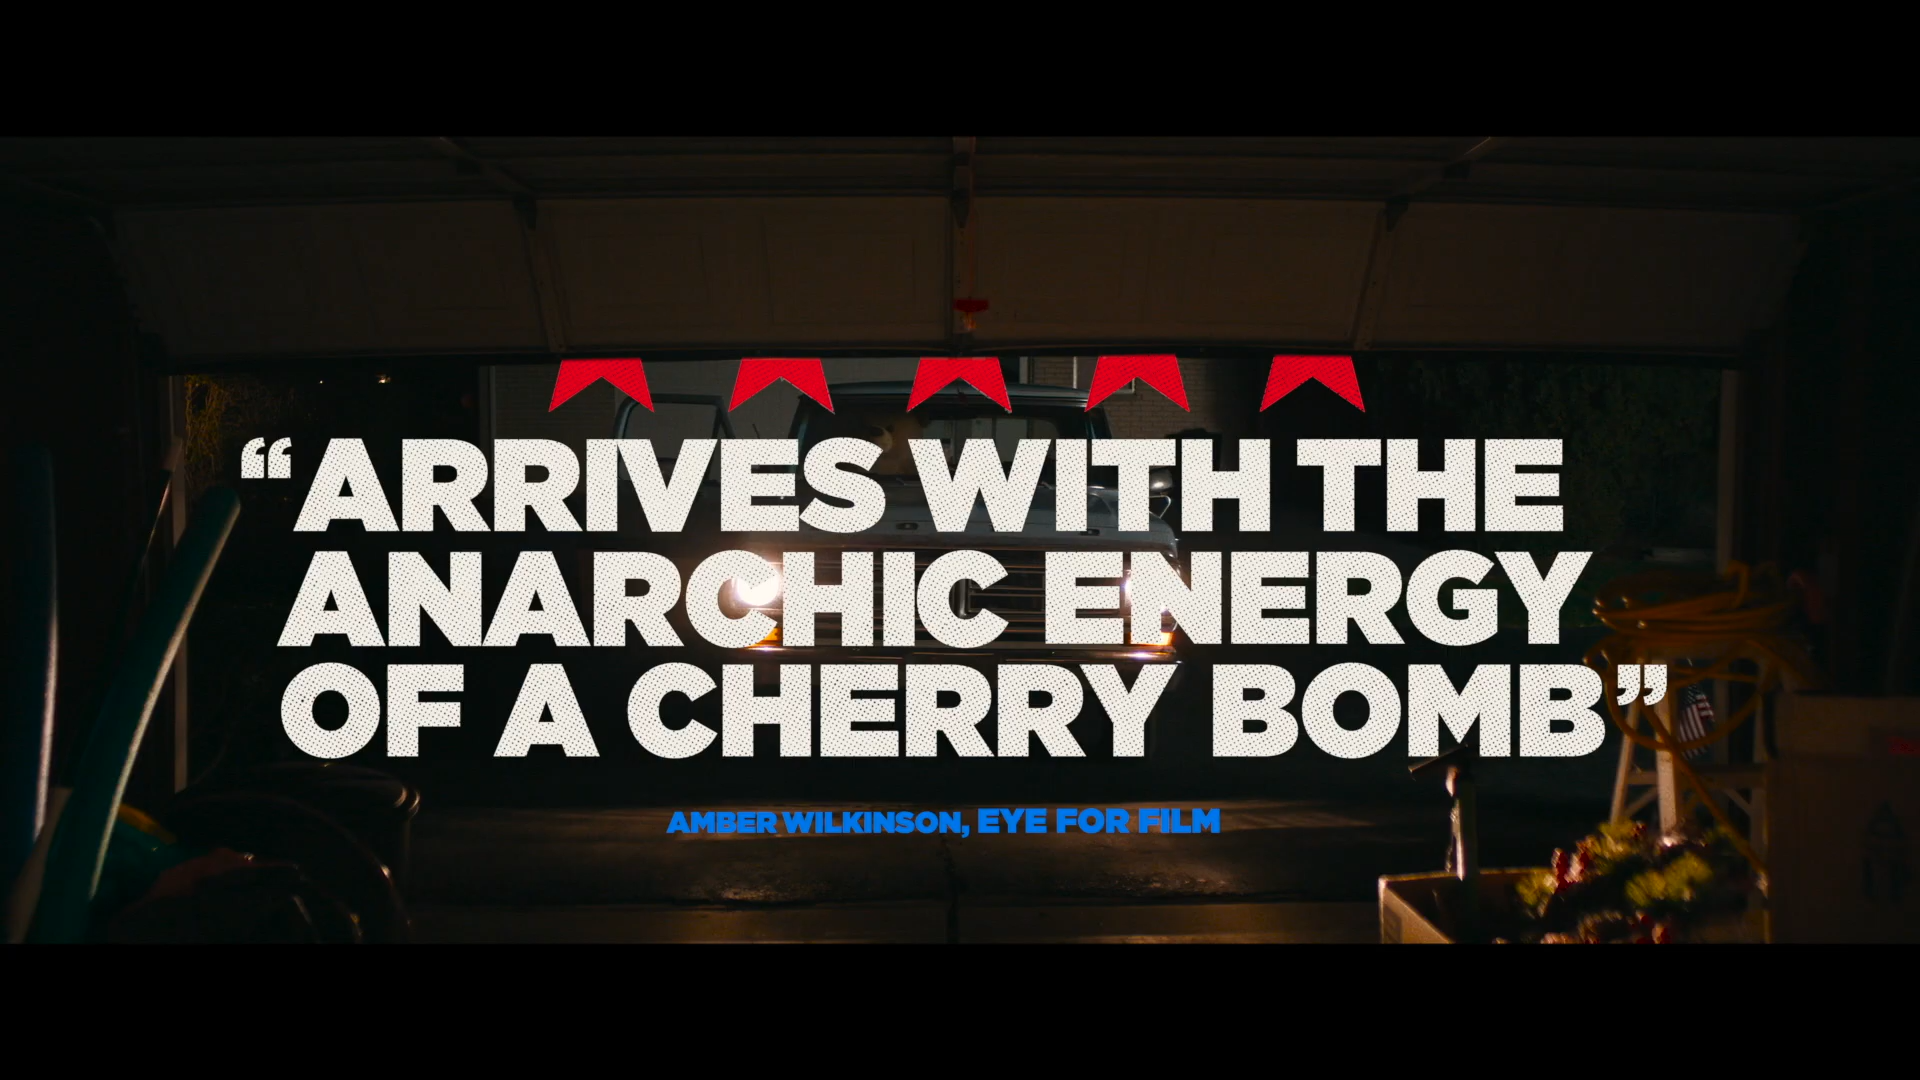 “ARRIVES WITH THE
ANARCHIC ENERGY
OF A CHERRY BOMB”
AMBER WILKINSON, EYE FOR FILM